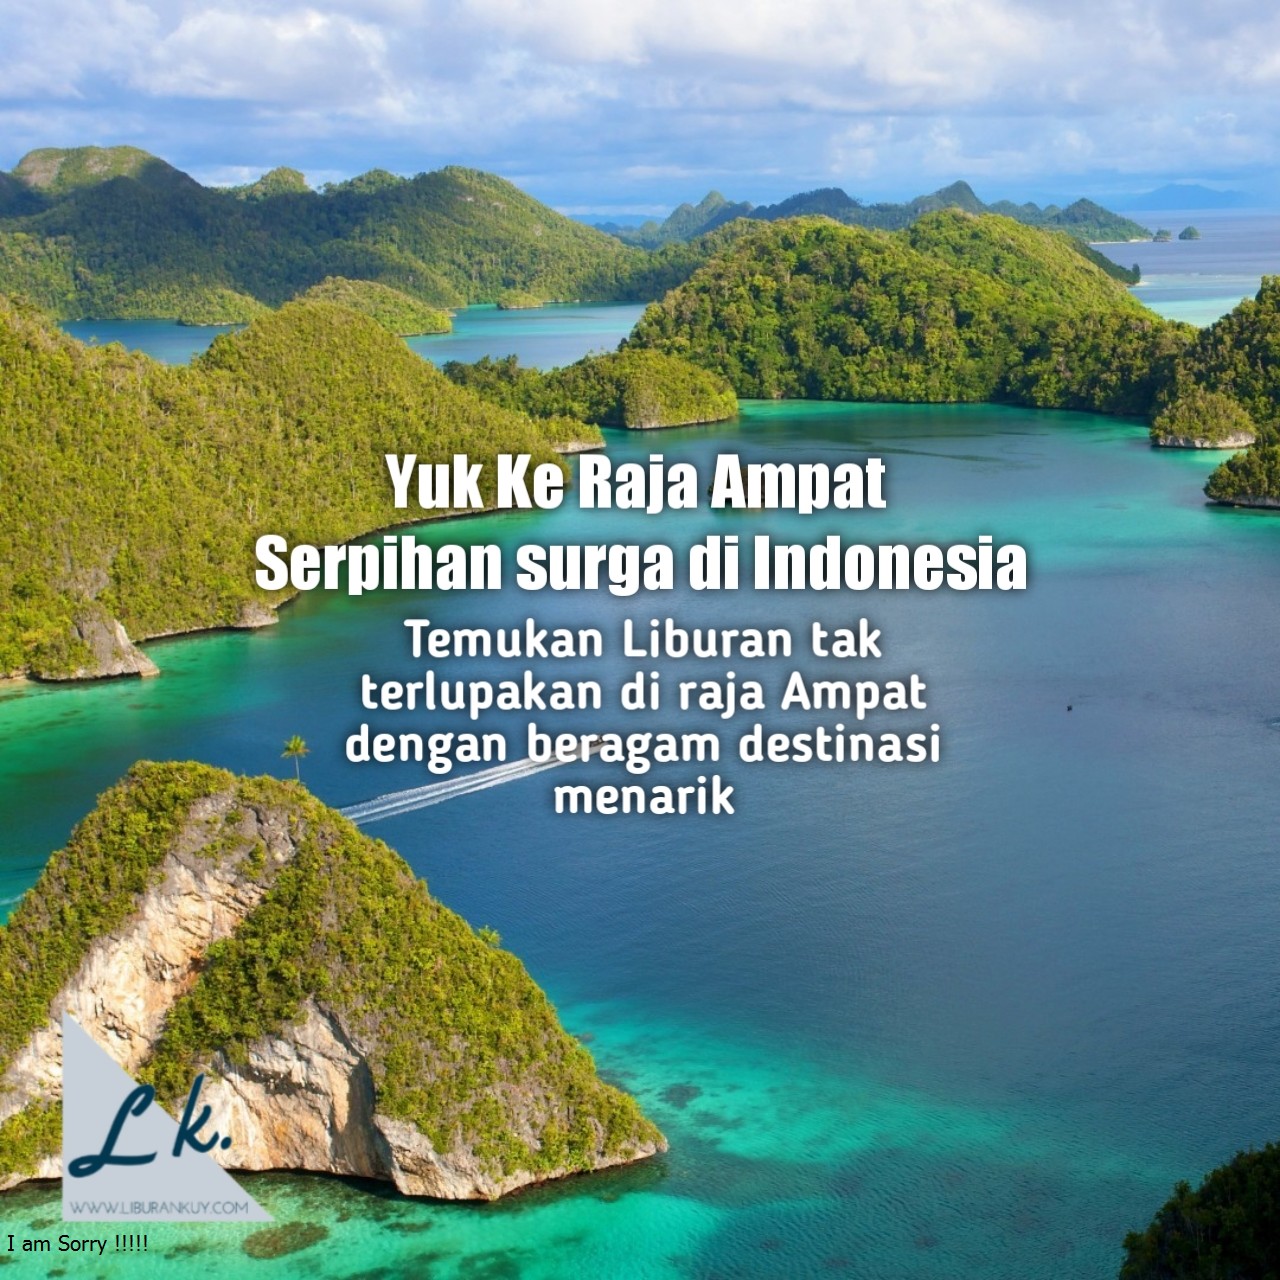 Yuk Ke Raja Ampat
Serpihan surga di Indonesia
Temukan Liburan tak
terlupakan di raja Ampat
dengan beragam destinasi
menarik
L k.
WWW.LIBURANKUY.COM
I am Sorry !!!!!